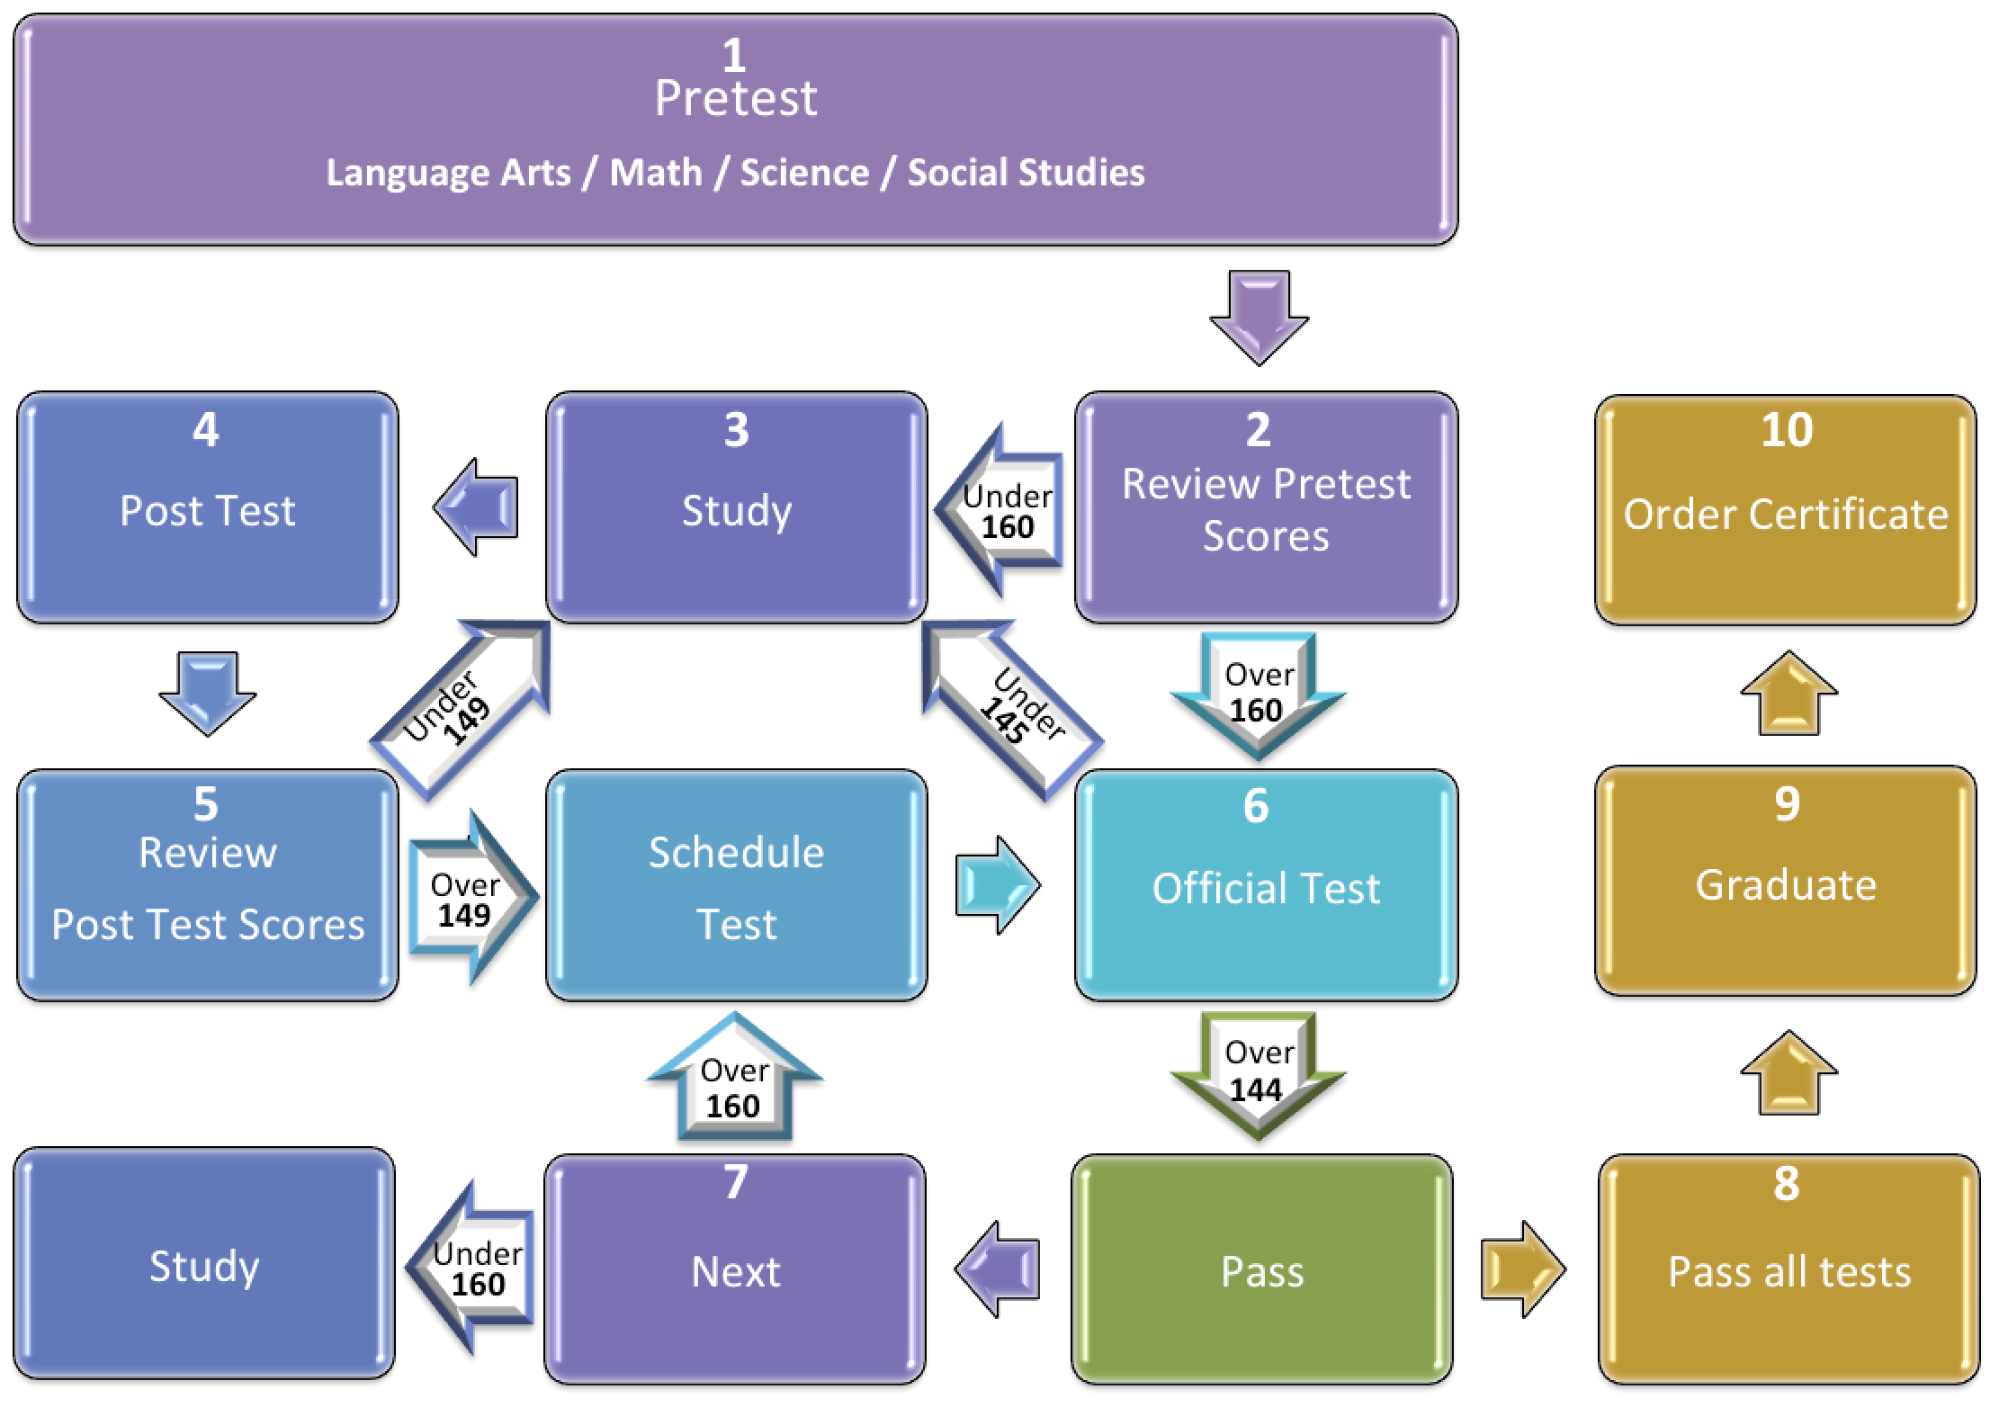 1
Pretest
Language Arts / Math / Science / Social Studies
4
Post Test
3
Study
Under
160
2
Review Pretest
Scores
10
Order Certificate
Under
149
Under
145
Over
160
5
Review
Post Test Scores
Over
149
Schedule
Test
6
Official Test
9
Graduate
Over
160
Over
144
Study
Under
160
7
Next
Pass
8
Pass all tests